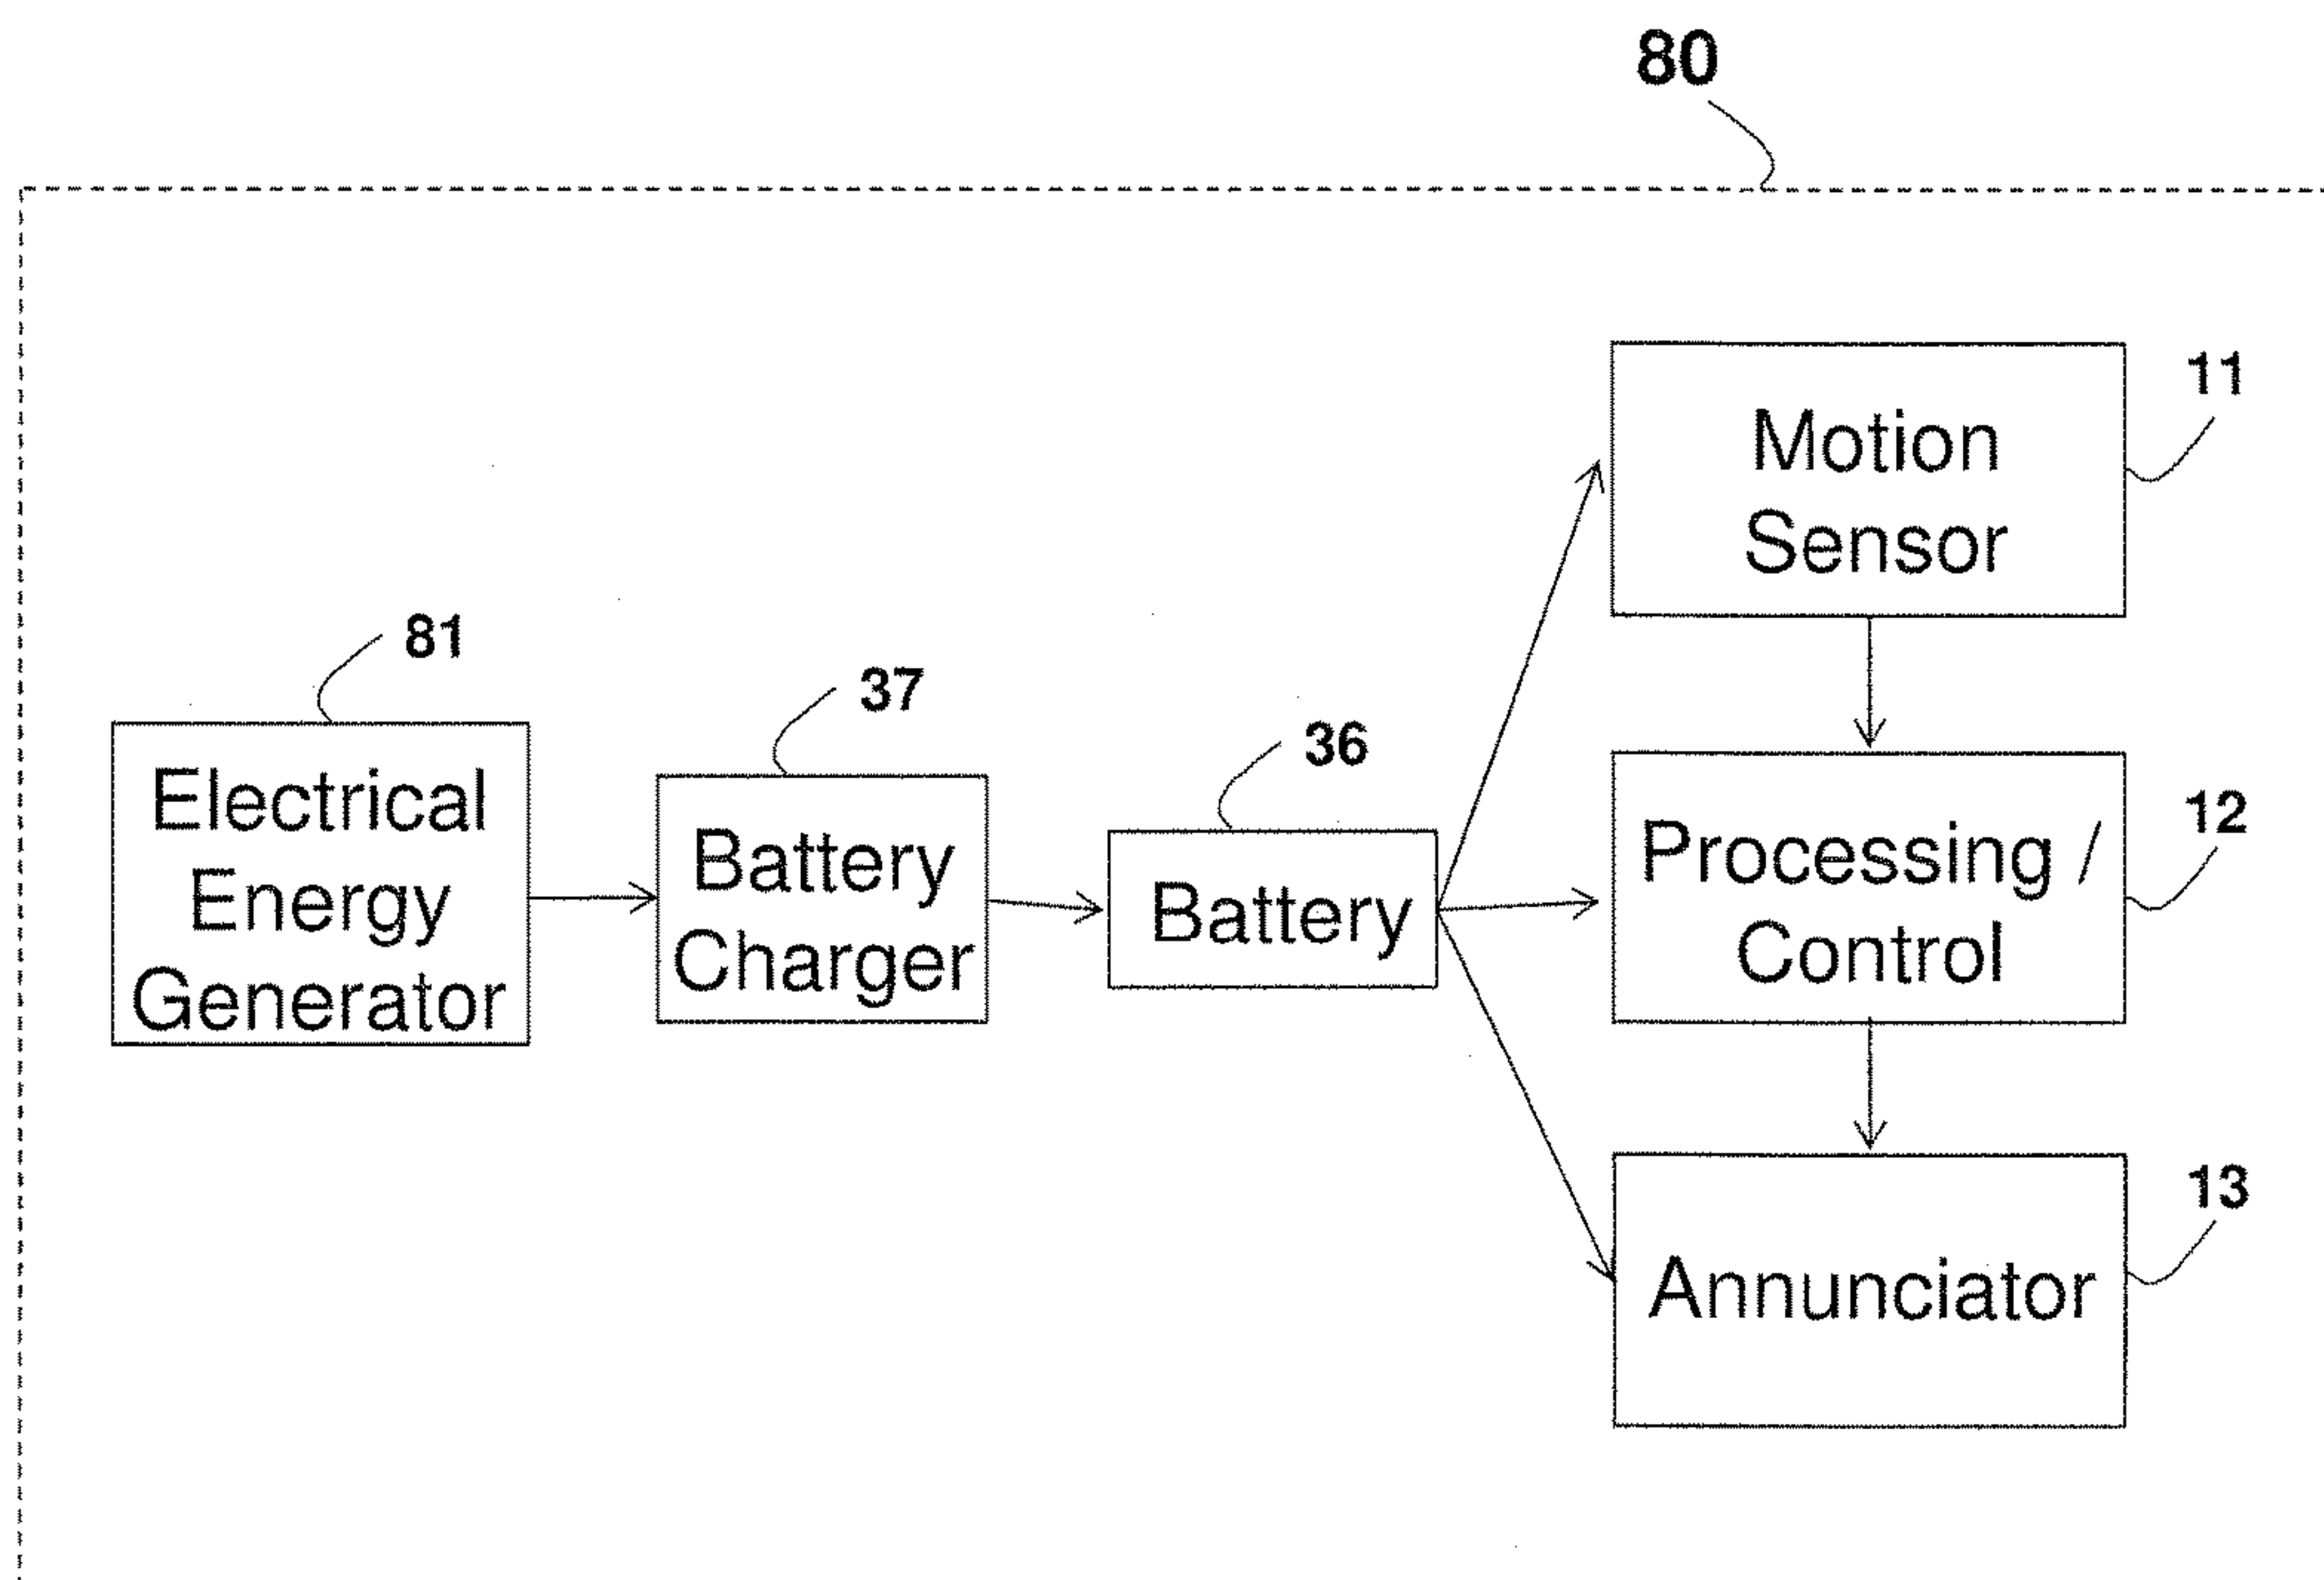 80
11
Motion
Sensor
81
37
36
Electrical
Energy
Generator
Battery
Charger
Battery
12
Processing /
Control
13
Annunciator